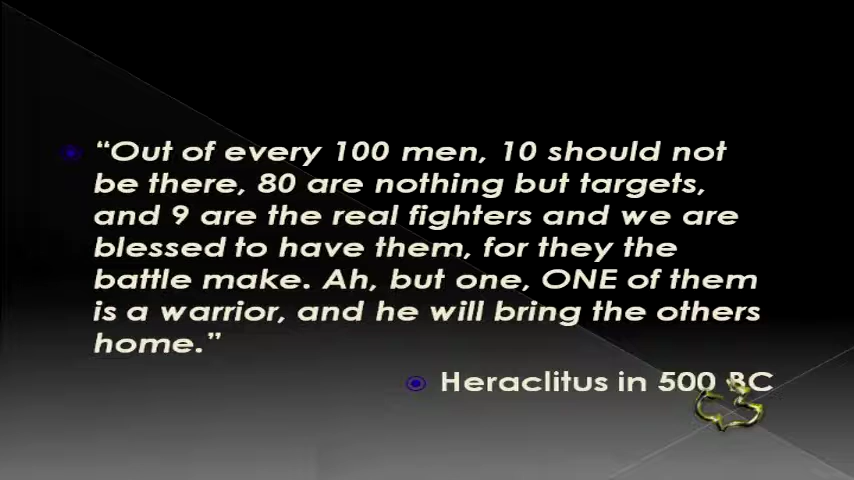 “Out of every 100 men, 10 should not
be there, 80 are nothing but targets,
and 9 are the real fighters and we are
blessed to have them, for they the
battle make. Ah, but one, ONE of them
is a warrior, and he will bring the others
home.”
Heraclitus in 500 BC